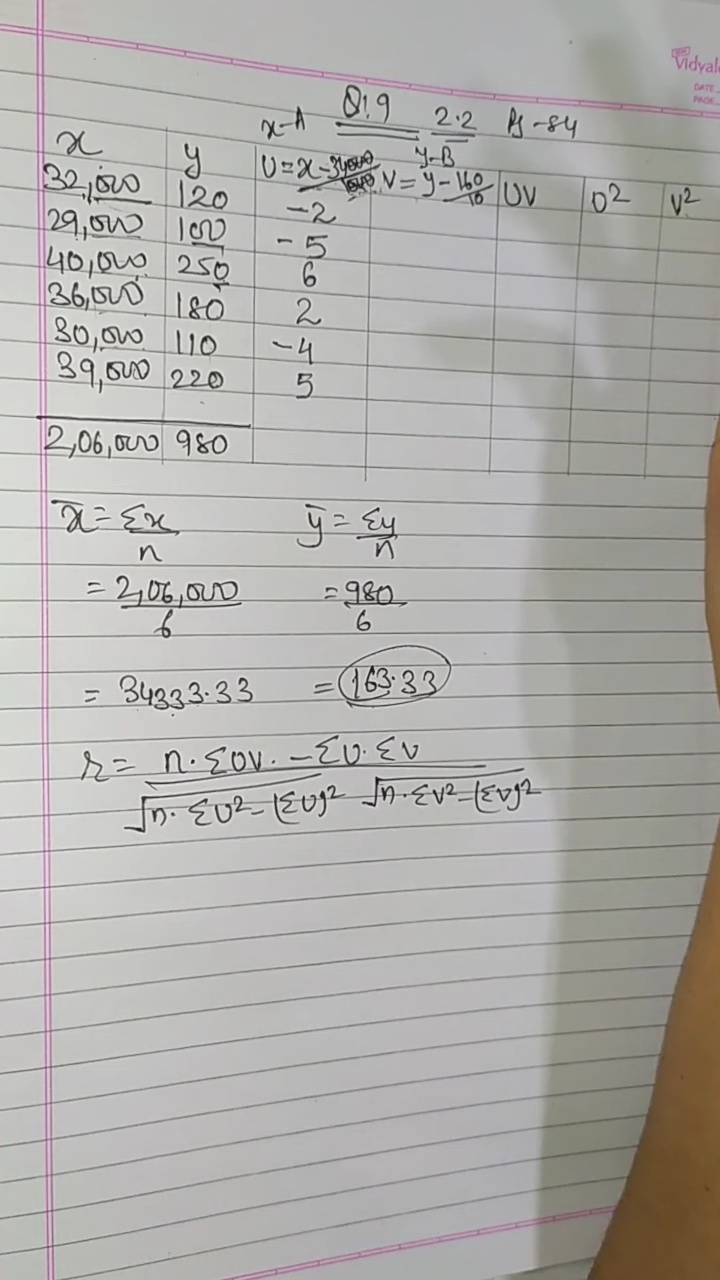 Vidyal
DATE
PAGE
Q.9 2.2 Pg-84
x-A y-B
x y U=x-34000/1000 V=y-160/10 UV U² V²
32,000 120 -2
29,000 100 -5
40,000 250 6
36,000 180 2
30,000 110 -4
39,000 220 5
2,06,000 980
x̄=Σx/n ȳ=Σy/n
=2,06,000/6 =980/6
=34333.33 =163.33
r=n.ΣUV.-ΣU.ΣV/√n.ΣU²-(ΣU)² √n.ΣV²-(ΣV)²